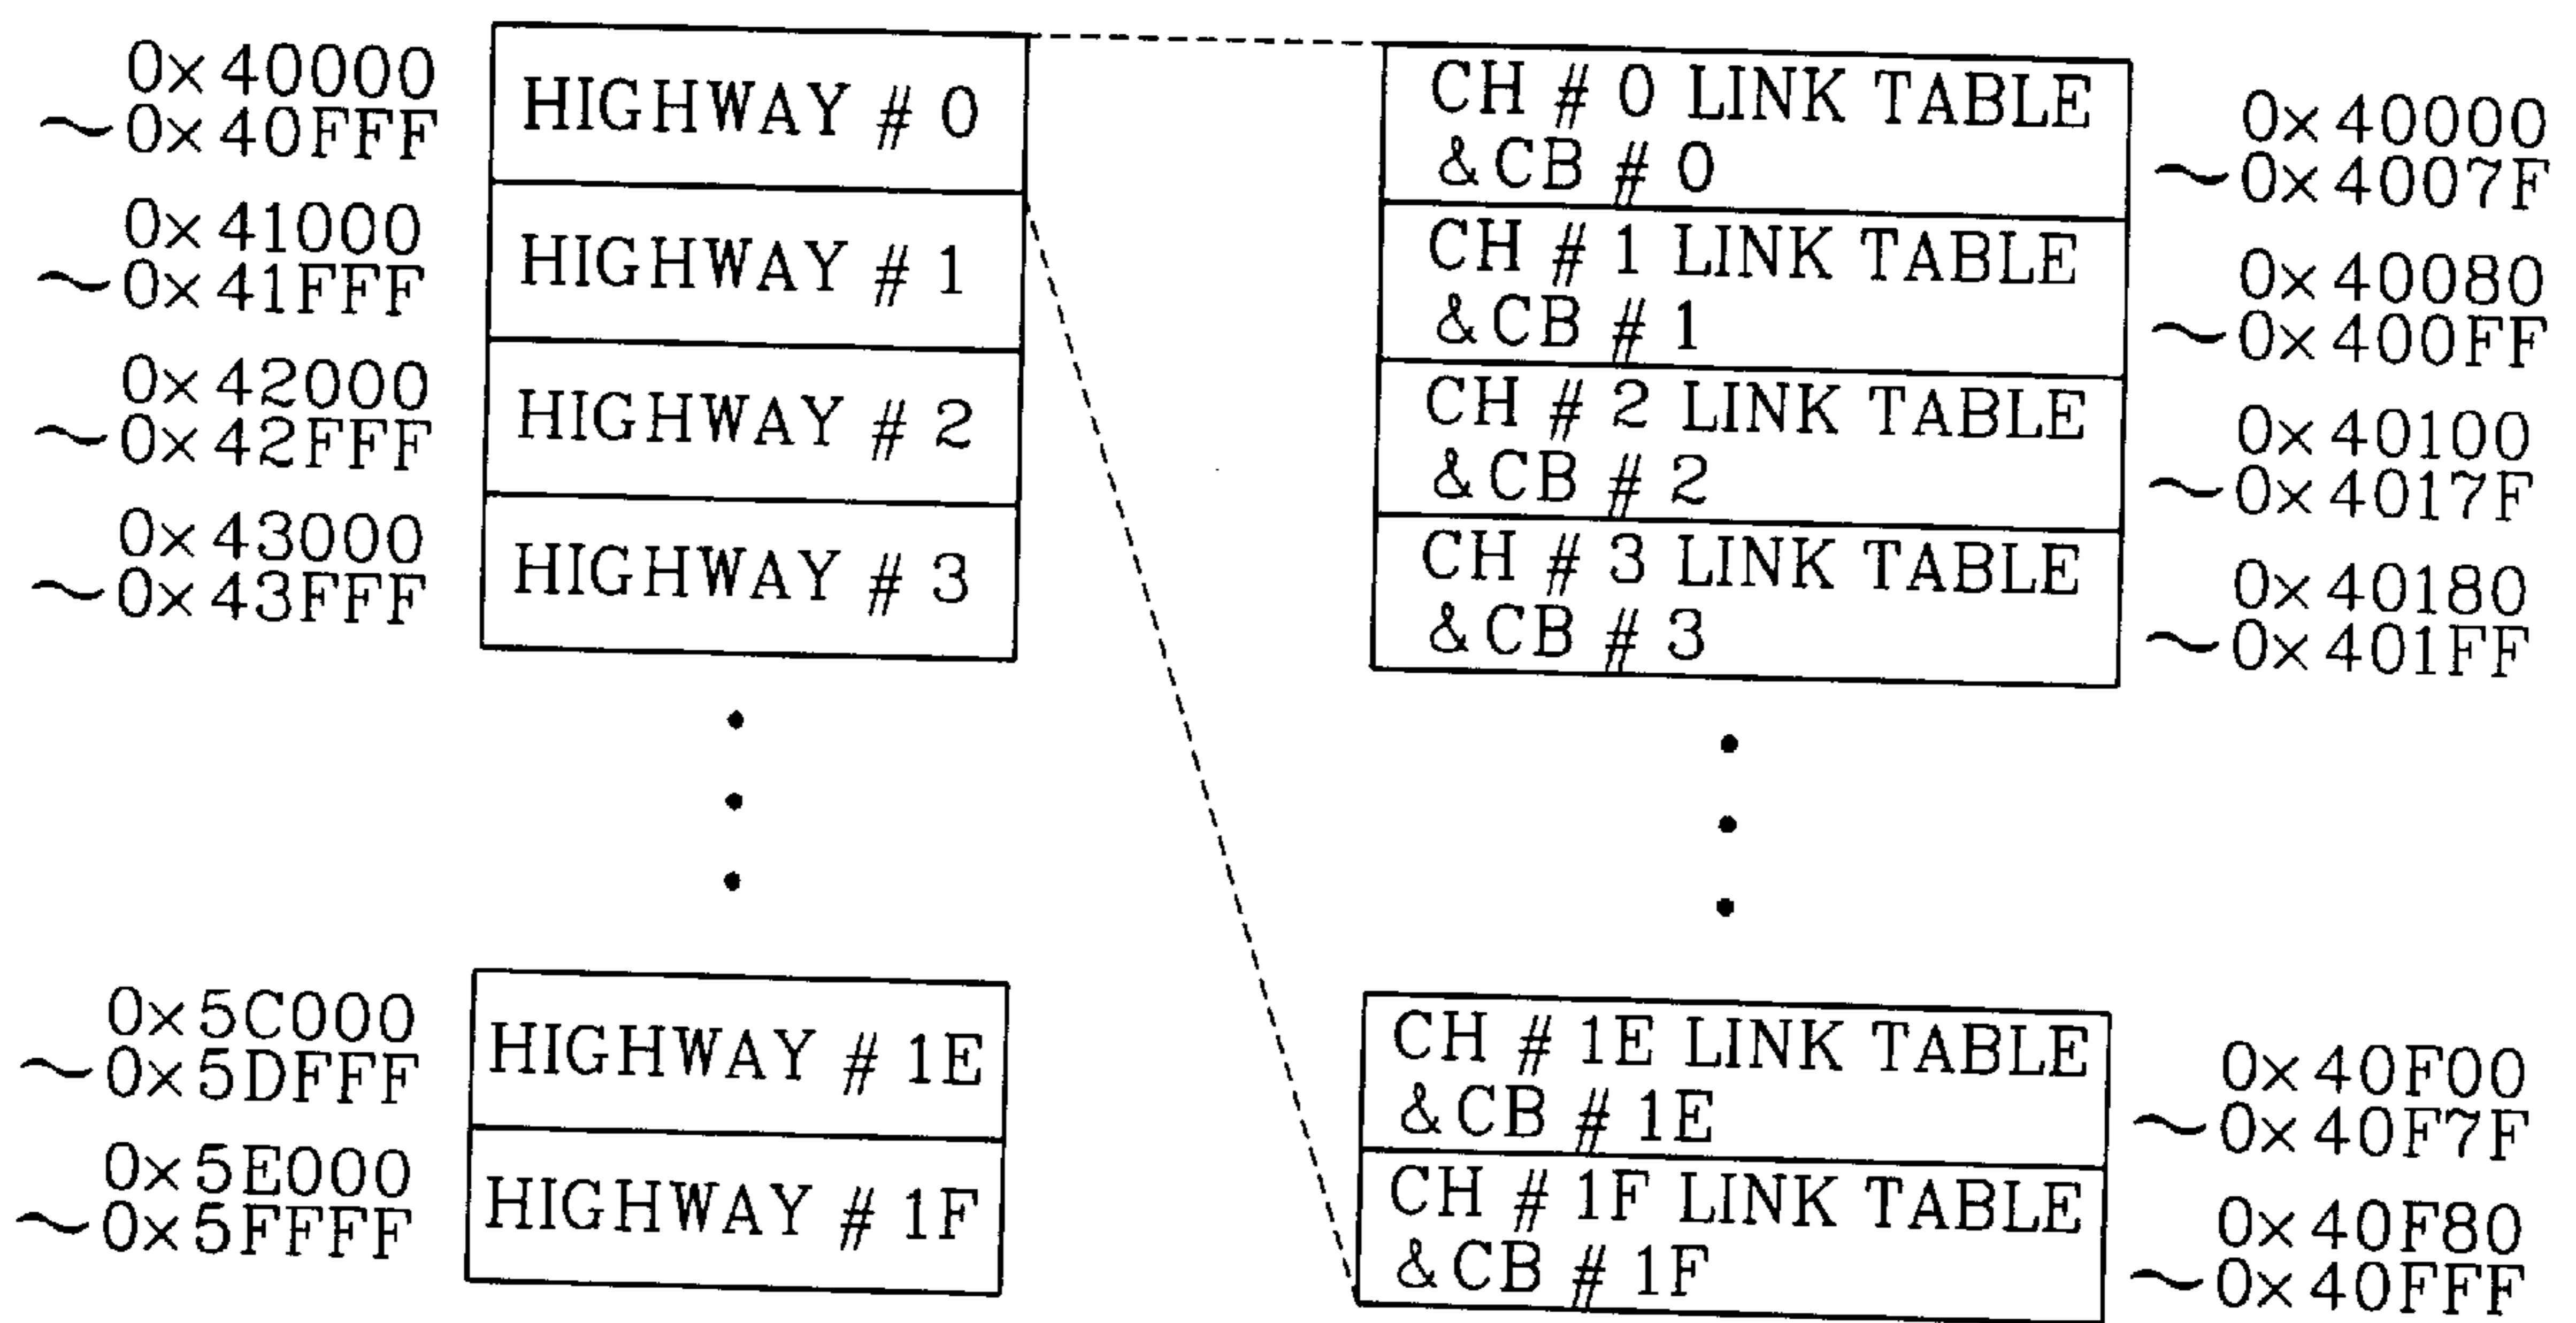 0×40000
~0×40FFF
HIGHWAY # 0
0×41000
~0×41FFF
HIGHWAY # 1
0×42000
~0×42FFF
HIGHWAY # 2
0×43000
~0×43FFF
HIGHWAY # 3
0×5C000
~0×5DFFF
HIGHWAY # 1E
0×5E000
~0×5FFFF
HIGHWAY # 1F
CH # 0 LINK TABLE
&CB # 0
0×40000
~0×4007F
CH # 1 LINK TABLE
&CB # 1
0×40080
~0×400FF
CH # 2 LINK TABLE
&CB # 2
0×40100
~0×4017F
CH # 3 LINK TABLE
&CB # 3
0×40180
~0×401FF
CH # 1E LINK TABLE
&CB # 1E
0×40F00
~0×40F7F
CH # 1F LINK TABLE
&CB # 1F
0×40F80
~0×40FFF